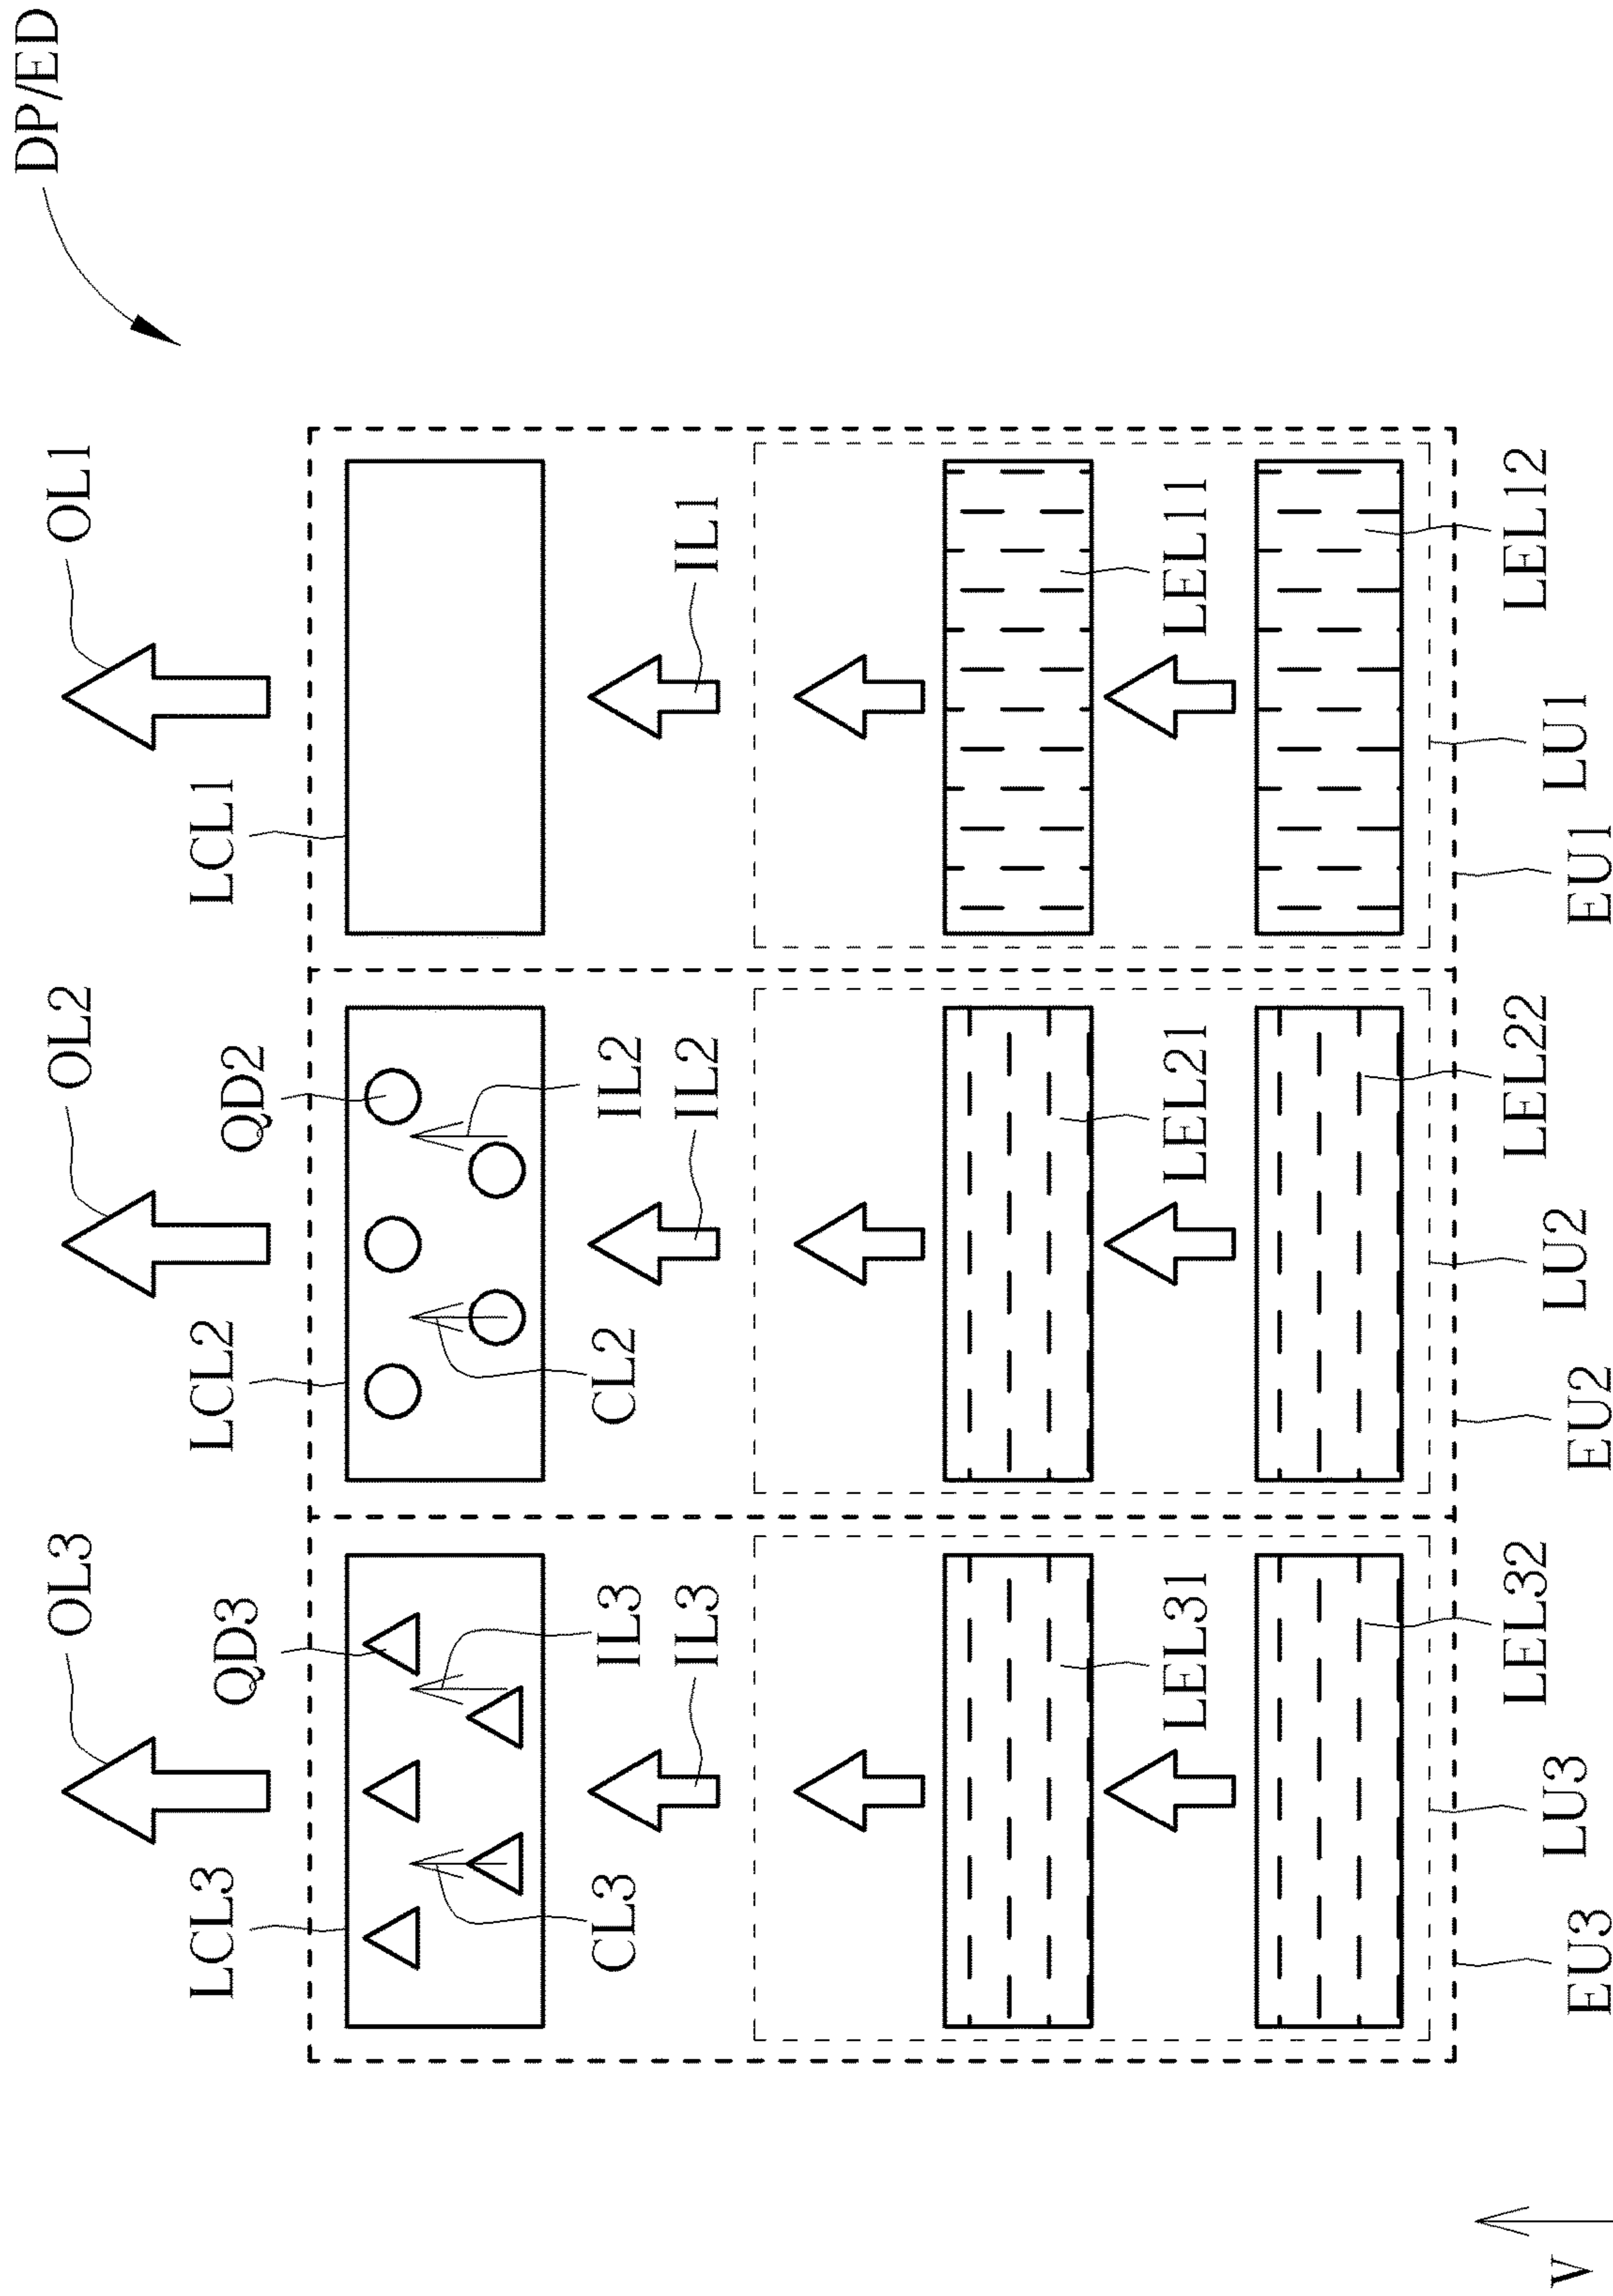 DP/ED
OL3
OL2
OL1
LCL3
QD3
LCL2
QD2
LCL1
CL3
IL3
CL2
IL2
IL3
IL2
IL1
LEL31
LEL21
LEL11
LEL32
LEL22
LEL12
V
EU3
LU3
EU2
LU2
EU1
LU1